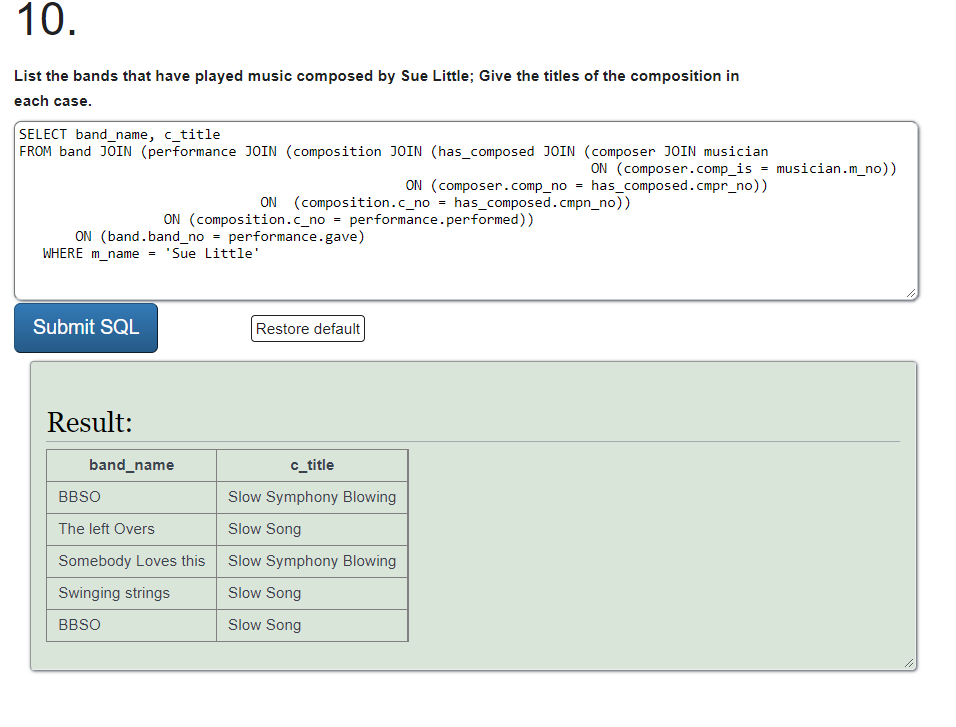 10.
List the bands that have played music composed by Sue Little; Give the titles of the composition in
each case.
SELECT band_name, c_title
FROM band JOIN (performance JOIN (composition JOIN (has_composed JOIN (composer JOIN musician
ON (composer.comp_is = musician.m_no))
ON (composer.comp_no = has_composed.cmpr_no))
ON (composition.c_no = has_composed.cmpn_no))
ON (composition.c_no = performance.performed))
ON (band.band_no = performance.gave)
WHERE m_name = 'Sue Little'
Submit SQL Restore default
Result:
band_name c_title
BBSO Slow Symphony Blowing
The left Overs Slow Song
Somebody Loves this Slow Symphony Blowing
Swinging strings Slow Song
BBSO Slow Song